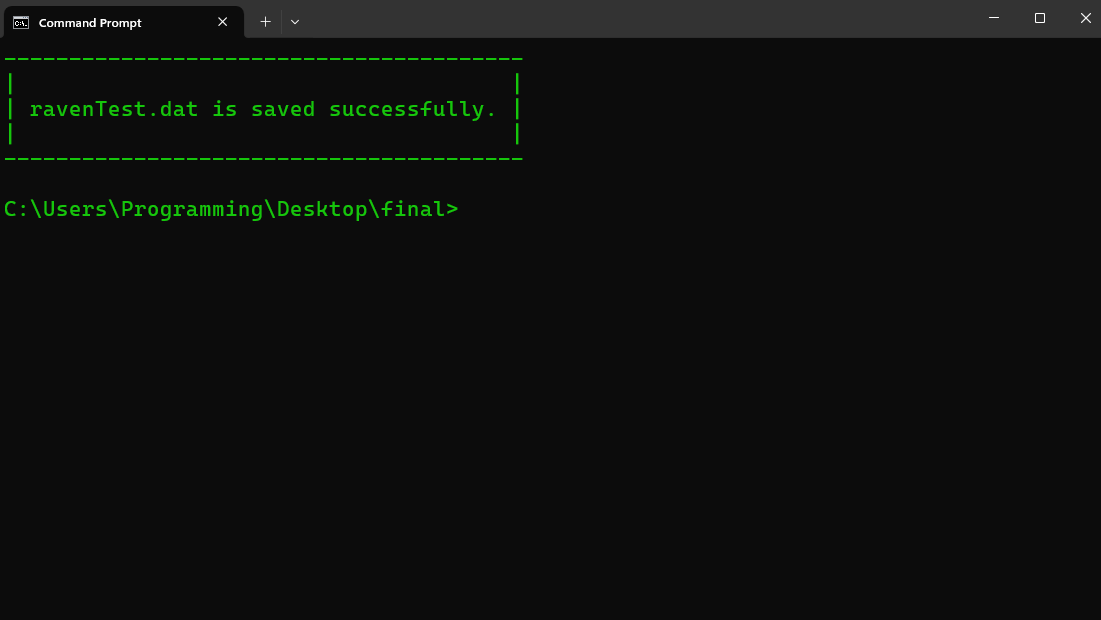 Command Prompt
----------------------------------------
|                                      |
| ravenTest.dat is saved successfully. |
|                                      |
----------------------------------------
C:\Users\Programming\Desktop\final>